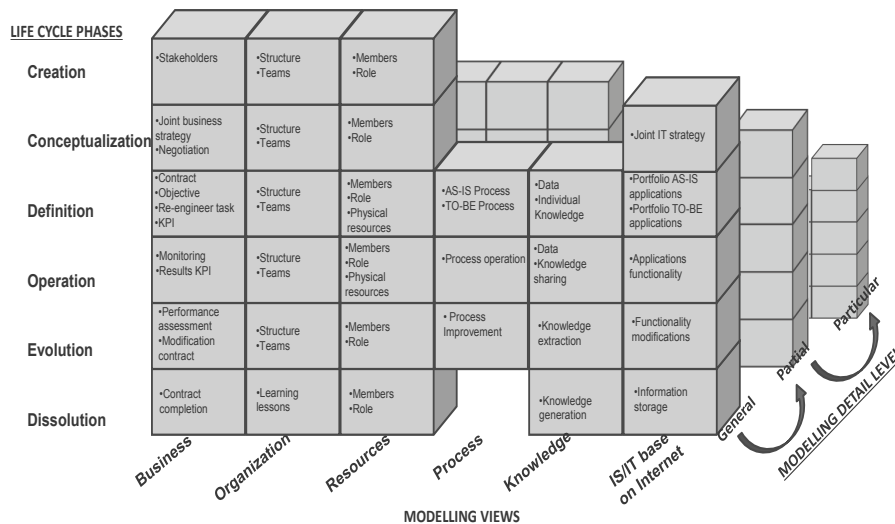 LIFE CYCLE PHASES
Creation
•Stakeholders
•Structure
•Teams
•Members
•Role
Conceptualization
•Joint business
strategy
•Negotiation
•Structure
•Teams
•Members
•Role
•Joint IT strategy
Definition
•Contract
•Objective
•Re-engineer task
•KPI
•Structure
•Teams
•Members
•Role
•Physical
resources
•AS-IS Process
•TO-BE Process
•Data
•Individual
Knowledge
•Portfolio AS-IS
applications
•Portfolio TO-BE
applications
Operation
•Monitoring
•Results KPI
•Structure
•Teams
•Members
•Role
•Physical
resources
•Process operation
•Data
•Knowledge
sharing
•Applications
functionality
Evolution
•Performance
assessment
•Modification
contract
•Structure
•Teams
•Members
•Role
• Process
Improvement
•Knowledge
extraction
•Functionality
modifications
Dissolution
•Contract
completion
•Learning
lessons
•Members
•Role
•Knowledge
generation
•Information
storage
Business
Organization
Resources
Process
Knowledge
IS/IT base
on Internet
General
Partial
Particular
MODELLING DETAIL LEVEL
MODELLING VIEWS